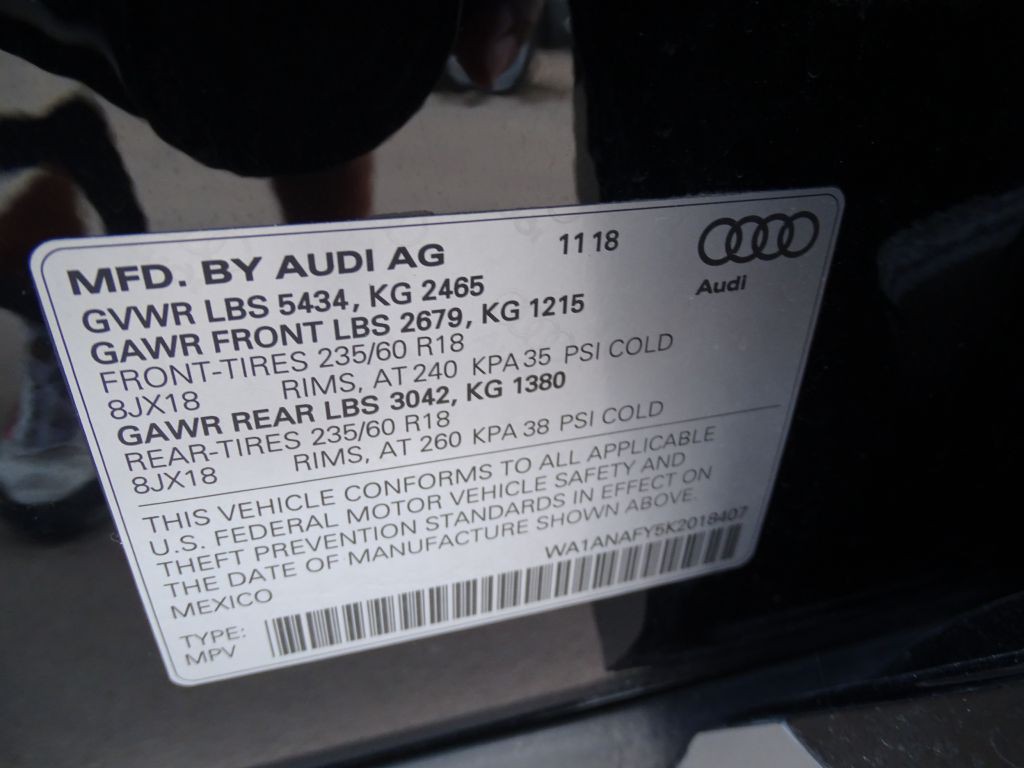 MFD. BY AUDI AG 11 18
Audi
GVWR LBS 5434, KG 2465
GAWR FRONT LBS 2679, KG 1215
FRONT-TIRES 235/60 R18
8JX18 RIMS, AT 240 KPA 35 PSI COLD
GAWR REAR LBS 3042, KG 1380
REAR-TIRES 235/60 R18
8JX18 RIMS, AT 260 KPA 38 PSI COLD
THIS VEHICLE CONFORMS TO ALL APPLICABLE
U.S. FEDERAL MOTOR VEHICLE SAFETY AND
THEFT PREVENTION STANDARDS IN EFFECT ON
THE DATE OF MANUFACTURE SHOWN ABOVE.
MEXICO WA1ANAFY5K2018407
TYPE:
MPV